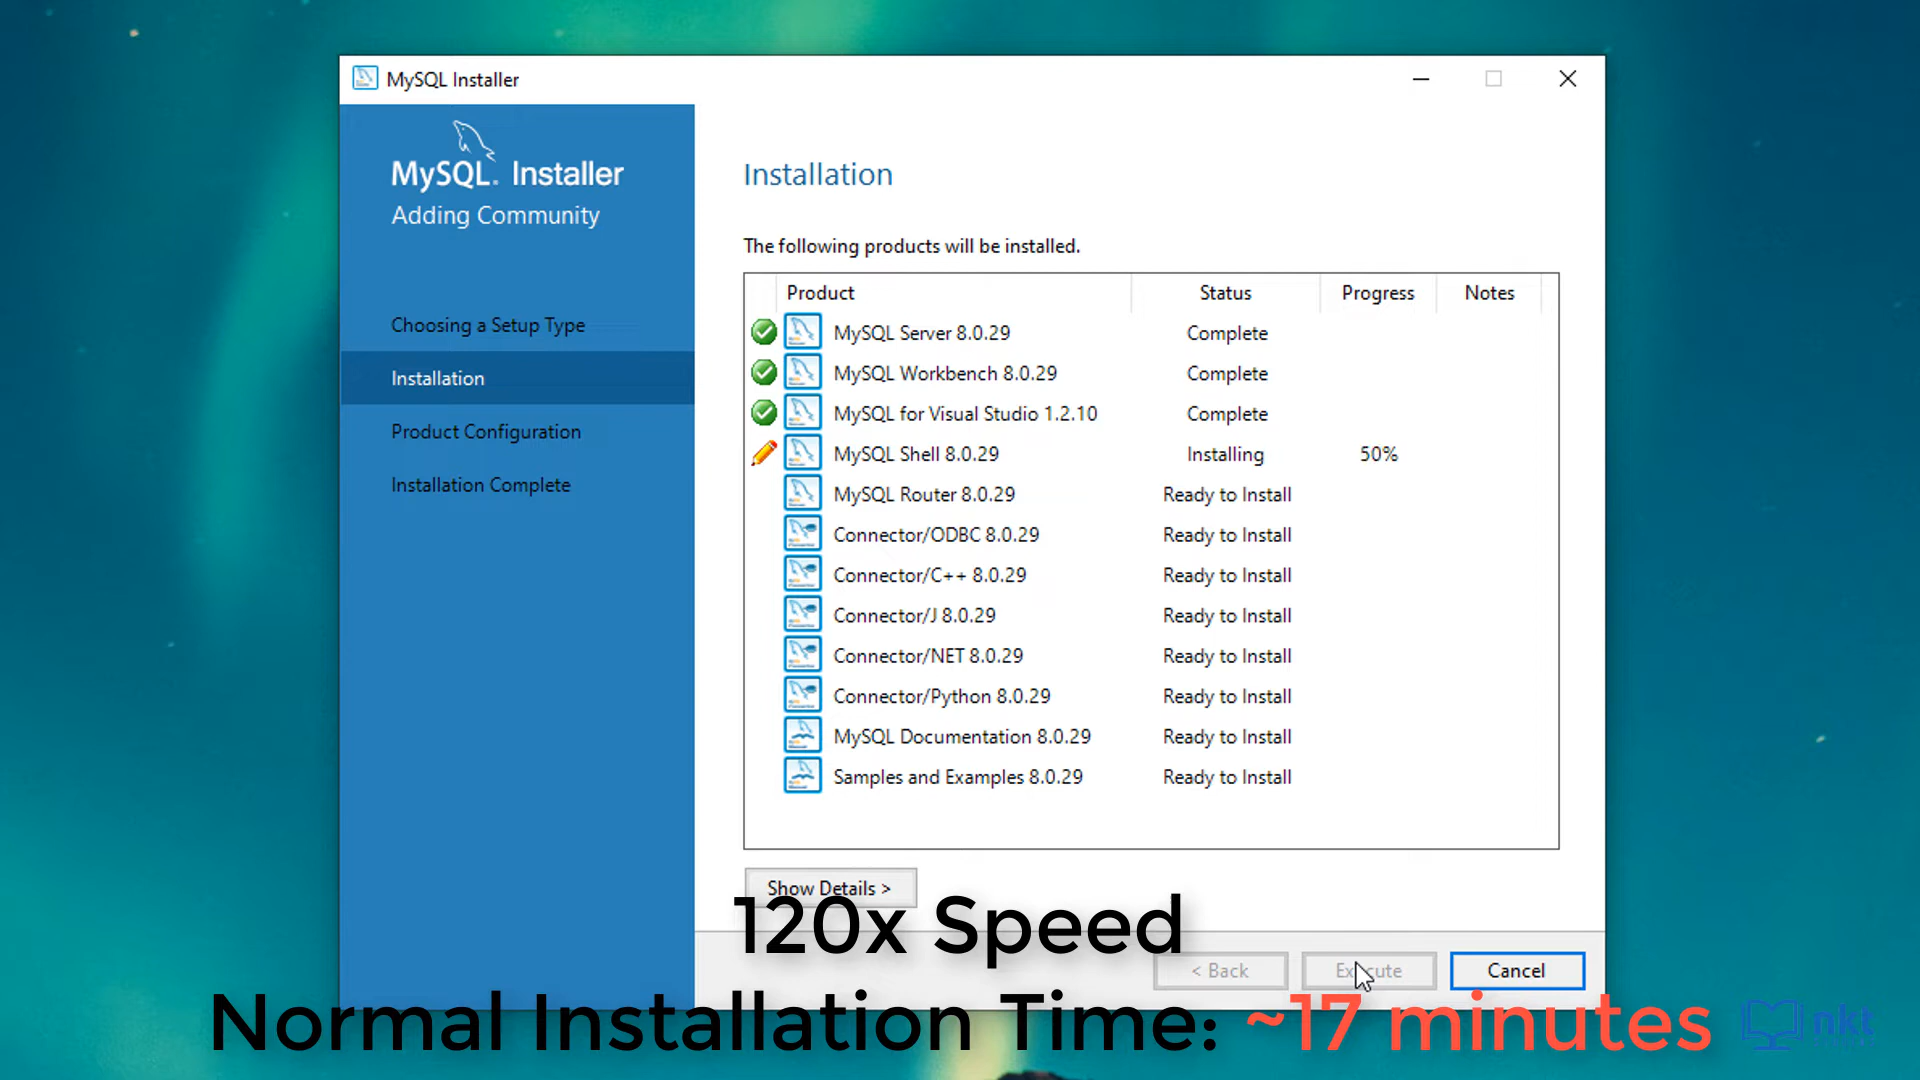 MySQL Installer
MySQL. Installer
Adding Community
Choosing a Setup Type
Installation
Product Configuration
Installation Complete
Installation
The following products will be installed.
Product Status Progress Notes
MySQL Server 8.0.29 Complete
MySQL Workbench 8.0.29 Complete
MySQL for Visual Studio 1.2.10 Complete
MySQL Shell 8.0.29 Installing 50%
MySQL Router 8.0.29 Ready to Install
Connector/ODBC 8.0.29 Ready to Install
Connector/C++ 8.0.29 Ready to Install
Connector/J 8.0.29 Ready to Install
Connector/NET 8.0.29 Ready to Install
Connector/Python 8.0.29 Ready to Install
MySQL Documentation 8.0.29 Ready to Install
Samples and Examples 8.0.29 Ready to Install
Show Details >
120x Speed
< Back Execute Cancel
Normal Installation Time: ~17 minutes
nkt